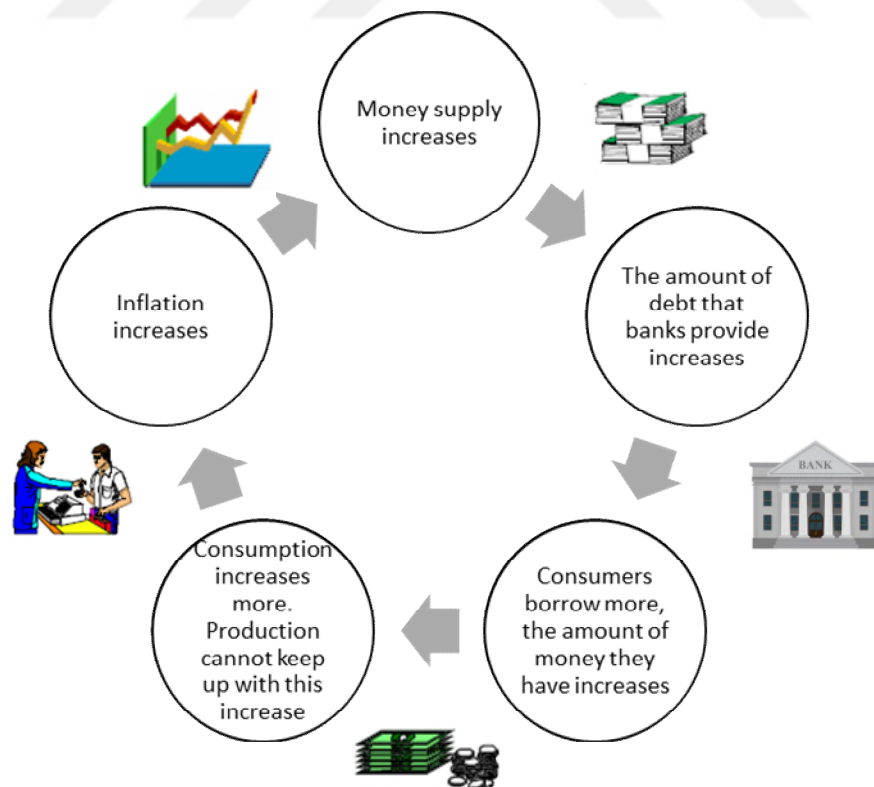 Money supply
increases
The amount of
debt that
banks provide
increases
BANK
Consumers
borrow more,
the amount of
money they
have increases
Consumption
increases
more.
Production
cannot keep
up with this
increase
Inflation
increases